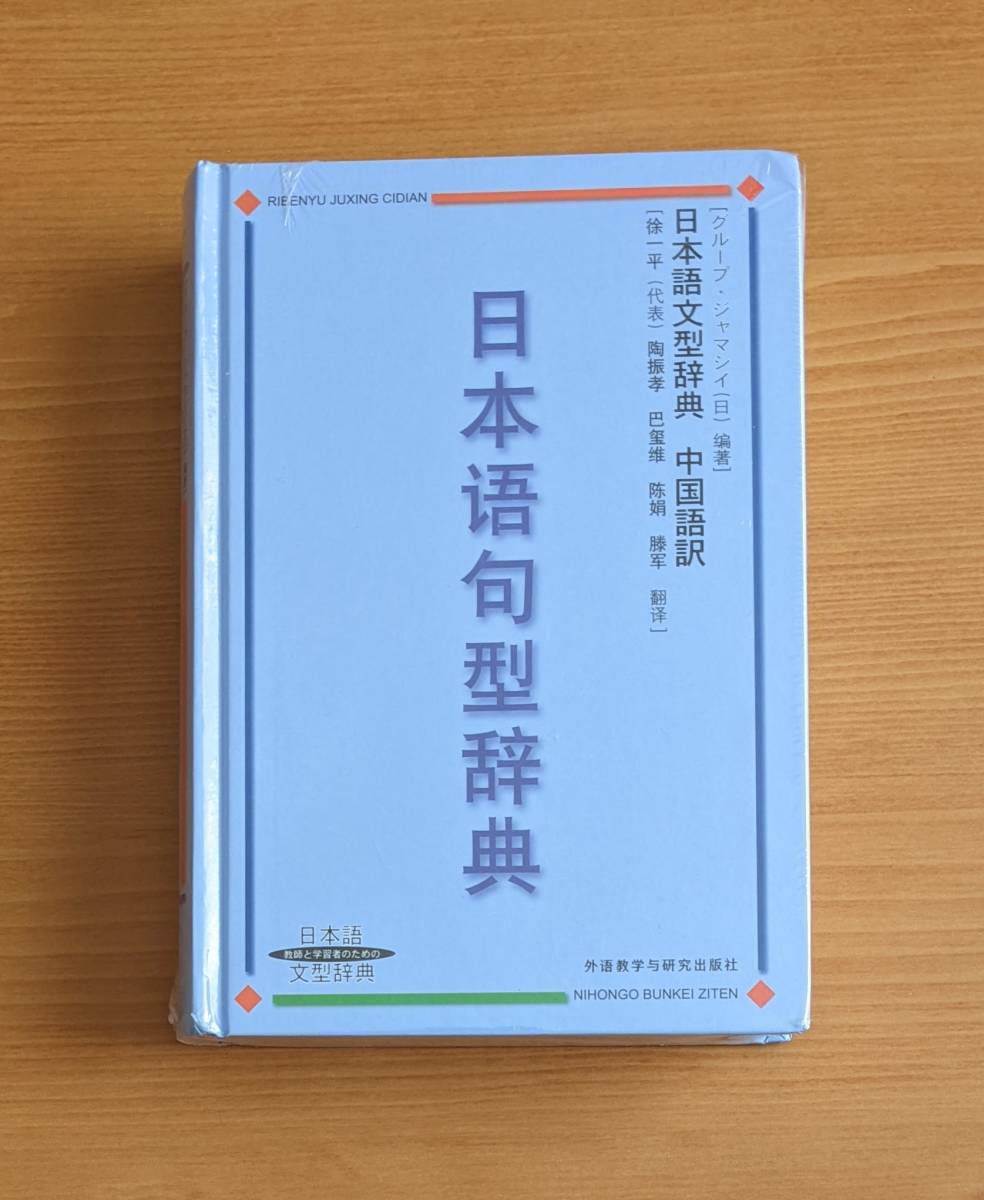 RIBENYU JUXING CIDIAN
[グループ・ジャマシイ(日) 编著]
日本語文型辞典 中国語訳
[徐一平(代表) 陶振孝 巴玺维 陈娟 滕军 翻译]
日本语句型辞典
日本語
教師と学習者のための
文型辞典
外语教学与研究出版社
NIHONGO BUNKEI ZITEN